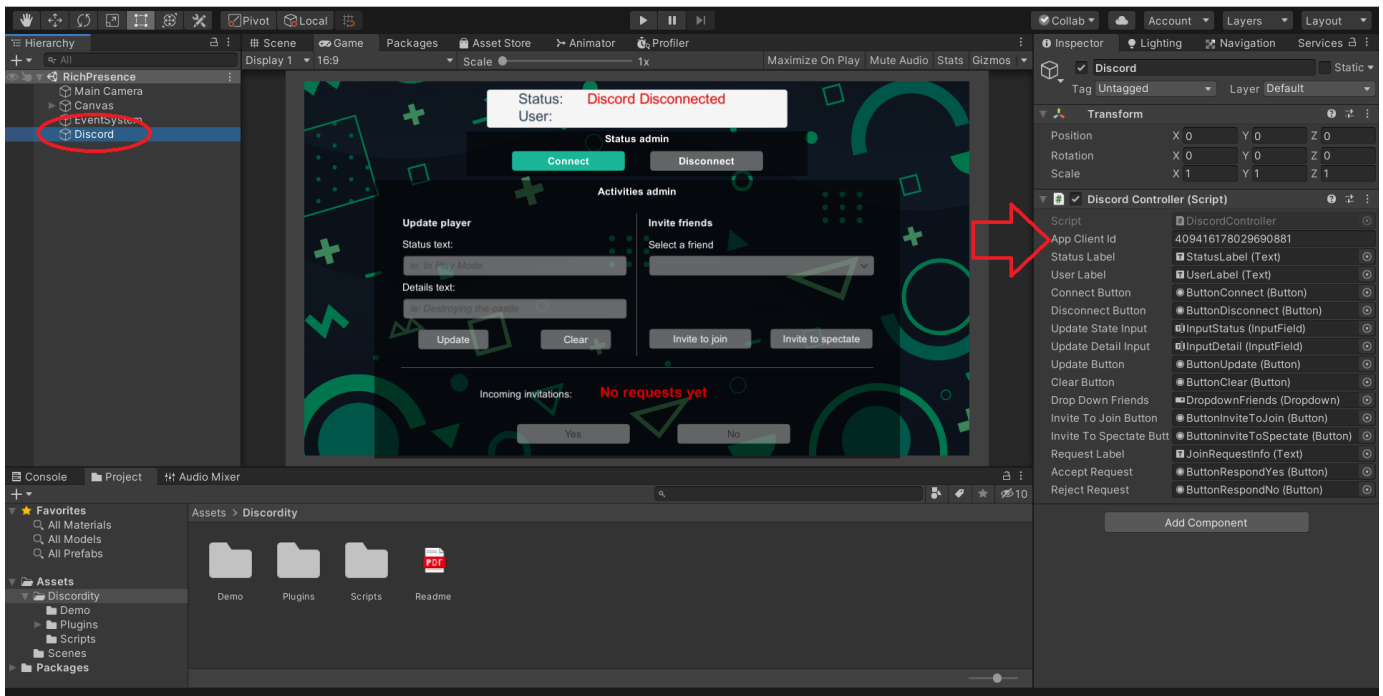 Pivot Local Collab Account Layers Layout
Hierarchy
All
RichPresence
Main Camera
Canvas
EventSystem
Discord
Scene Game Packages Asset Store Animator Profiler
Display 1 16:9 Scale 1x Maximize On Play Mute Audio Stats Gizmos
Status: Discord Disconnected
User:
Status admin
Connect Disconnect
Activities admin
Update player
Status text:
ie: In Play Mode
Details text:
ie: Destroying the castle
Update Clear
Invite friends
Select a friend
Invite to join Invite to spectate
Incoming invitations: No requests yet
Yes No
Inspector Lighting Navigation Services
Discord Static
Tag Untagged Layer Default
Transform
Position X 0 Y 0 Z 0
Rotation X 0 Y 0 Z 0
Scale X 1 Y 1 Z 1
# Discord Controller (Script)
Script DiscordController
App Client Id 409416178029690881
Status Label StatusLabel (Text)
User Label UserLabel (Text)
Connect Button ButtonConnect (Button)
Disconnect Button ButtonDisconnect (Button)
Update State Input InputStatus (InputField)
Update Detail Input InputDetail (InputField)
Update Button ButtonUpdate (Button)
Clear Button ButtonClear (Button)
Drop Down Friends DropdownFriends (Dropdown)
Invite To Join Button ButtonInviteToJoin (Button)
Invite To Spectate Butt ButtoninviteToSpectate (Button)
Request Label JoinRequestInfo (Text)
Accept Request ButtonRespondYes (Button)
Reject Request ButtonRespondNo (Button)
Add Component
Console Project Audio Mixer
10
Favorites
All Materials
All Models
All Prefabs
Assets
Discordity
Demo
Plugins
Scripts
Scenes
Packages
Assets > Discordity
PDF
Demo Plugins Scripts Readme